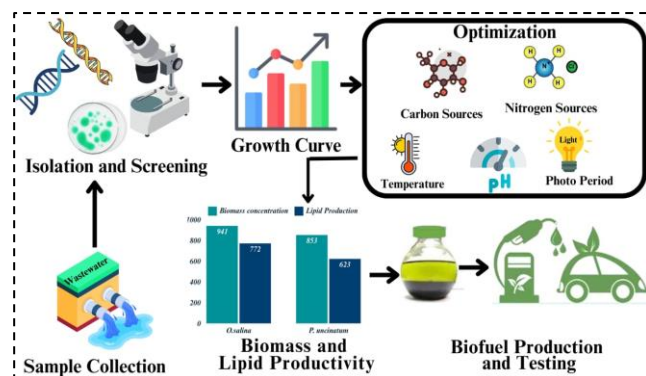 Optimization
Carbon Sources
Nitrogen Sources
Light
Temperature
pH
Photo Period
Isolation and Screening
Growth Curve
Biomass concentration
Lipid Production
1000
800
600
400
200
0
941
772
853
623
O.salina
P. uncinatum
Wastewater
Sample Collection
Biomass and
Lipid Productivity
Biofuel Production
and Testing